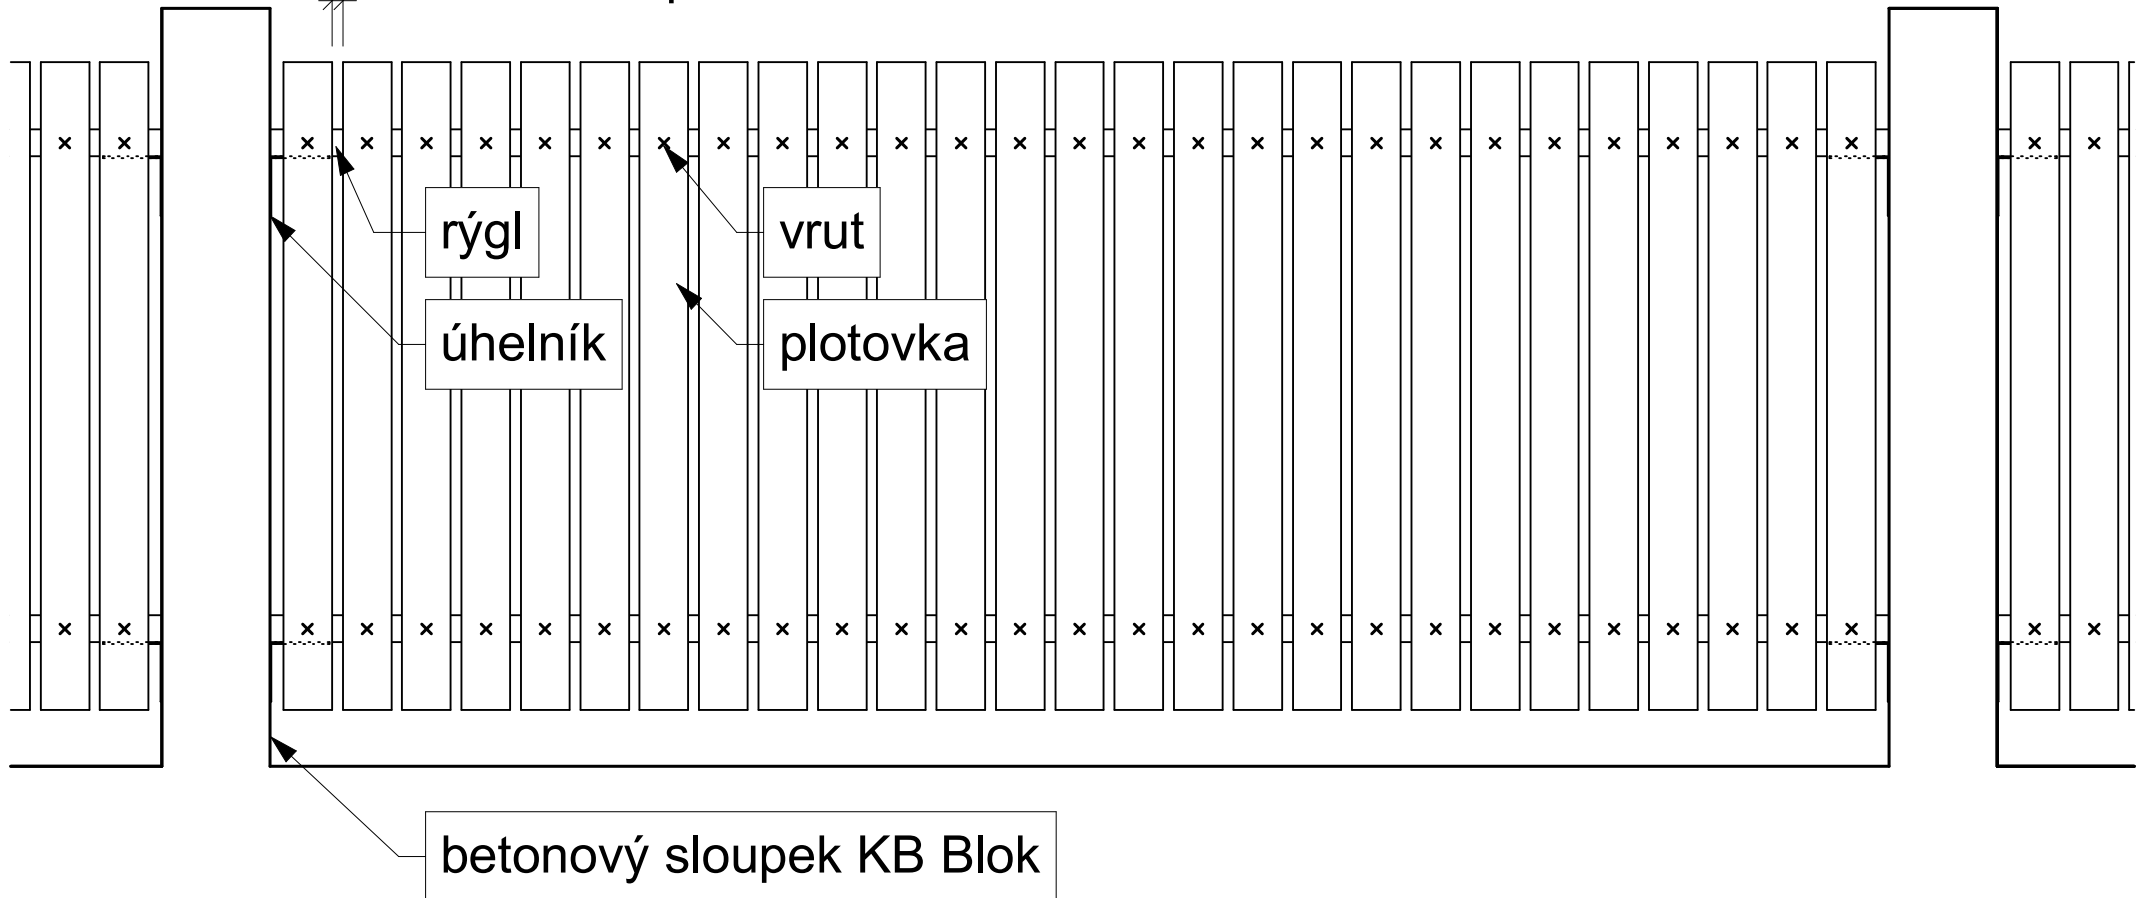 rýgl
vrut
úhelník
plotovka
betonový sloupek KB Blok